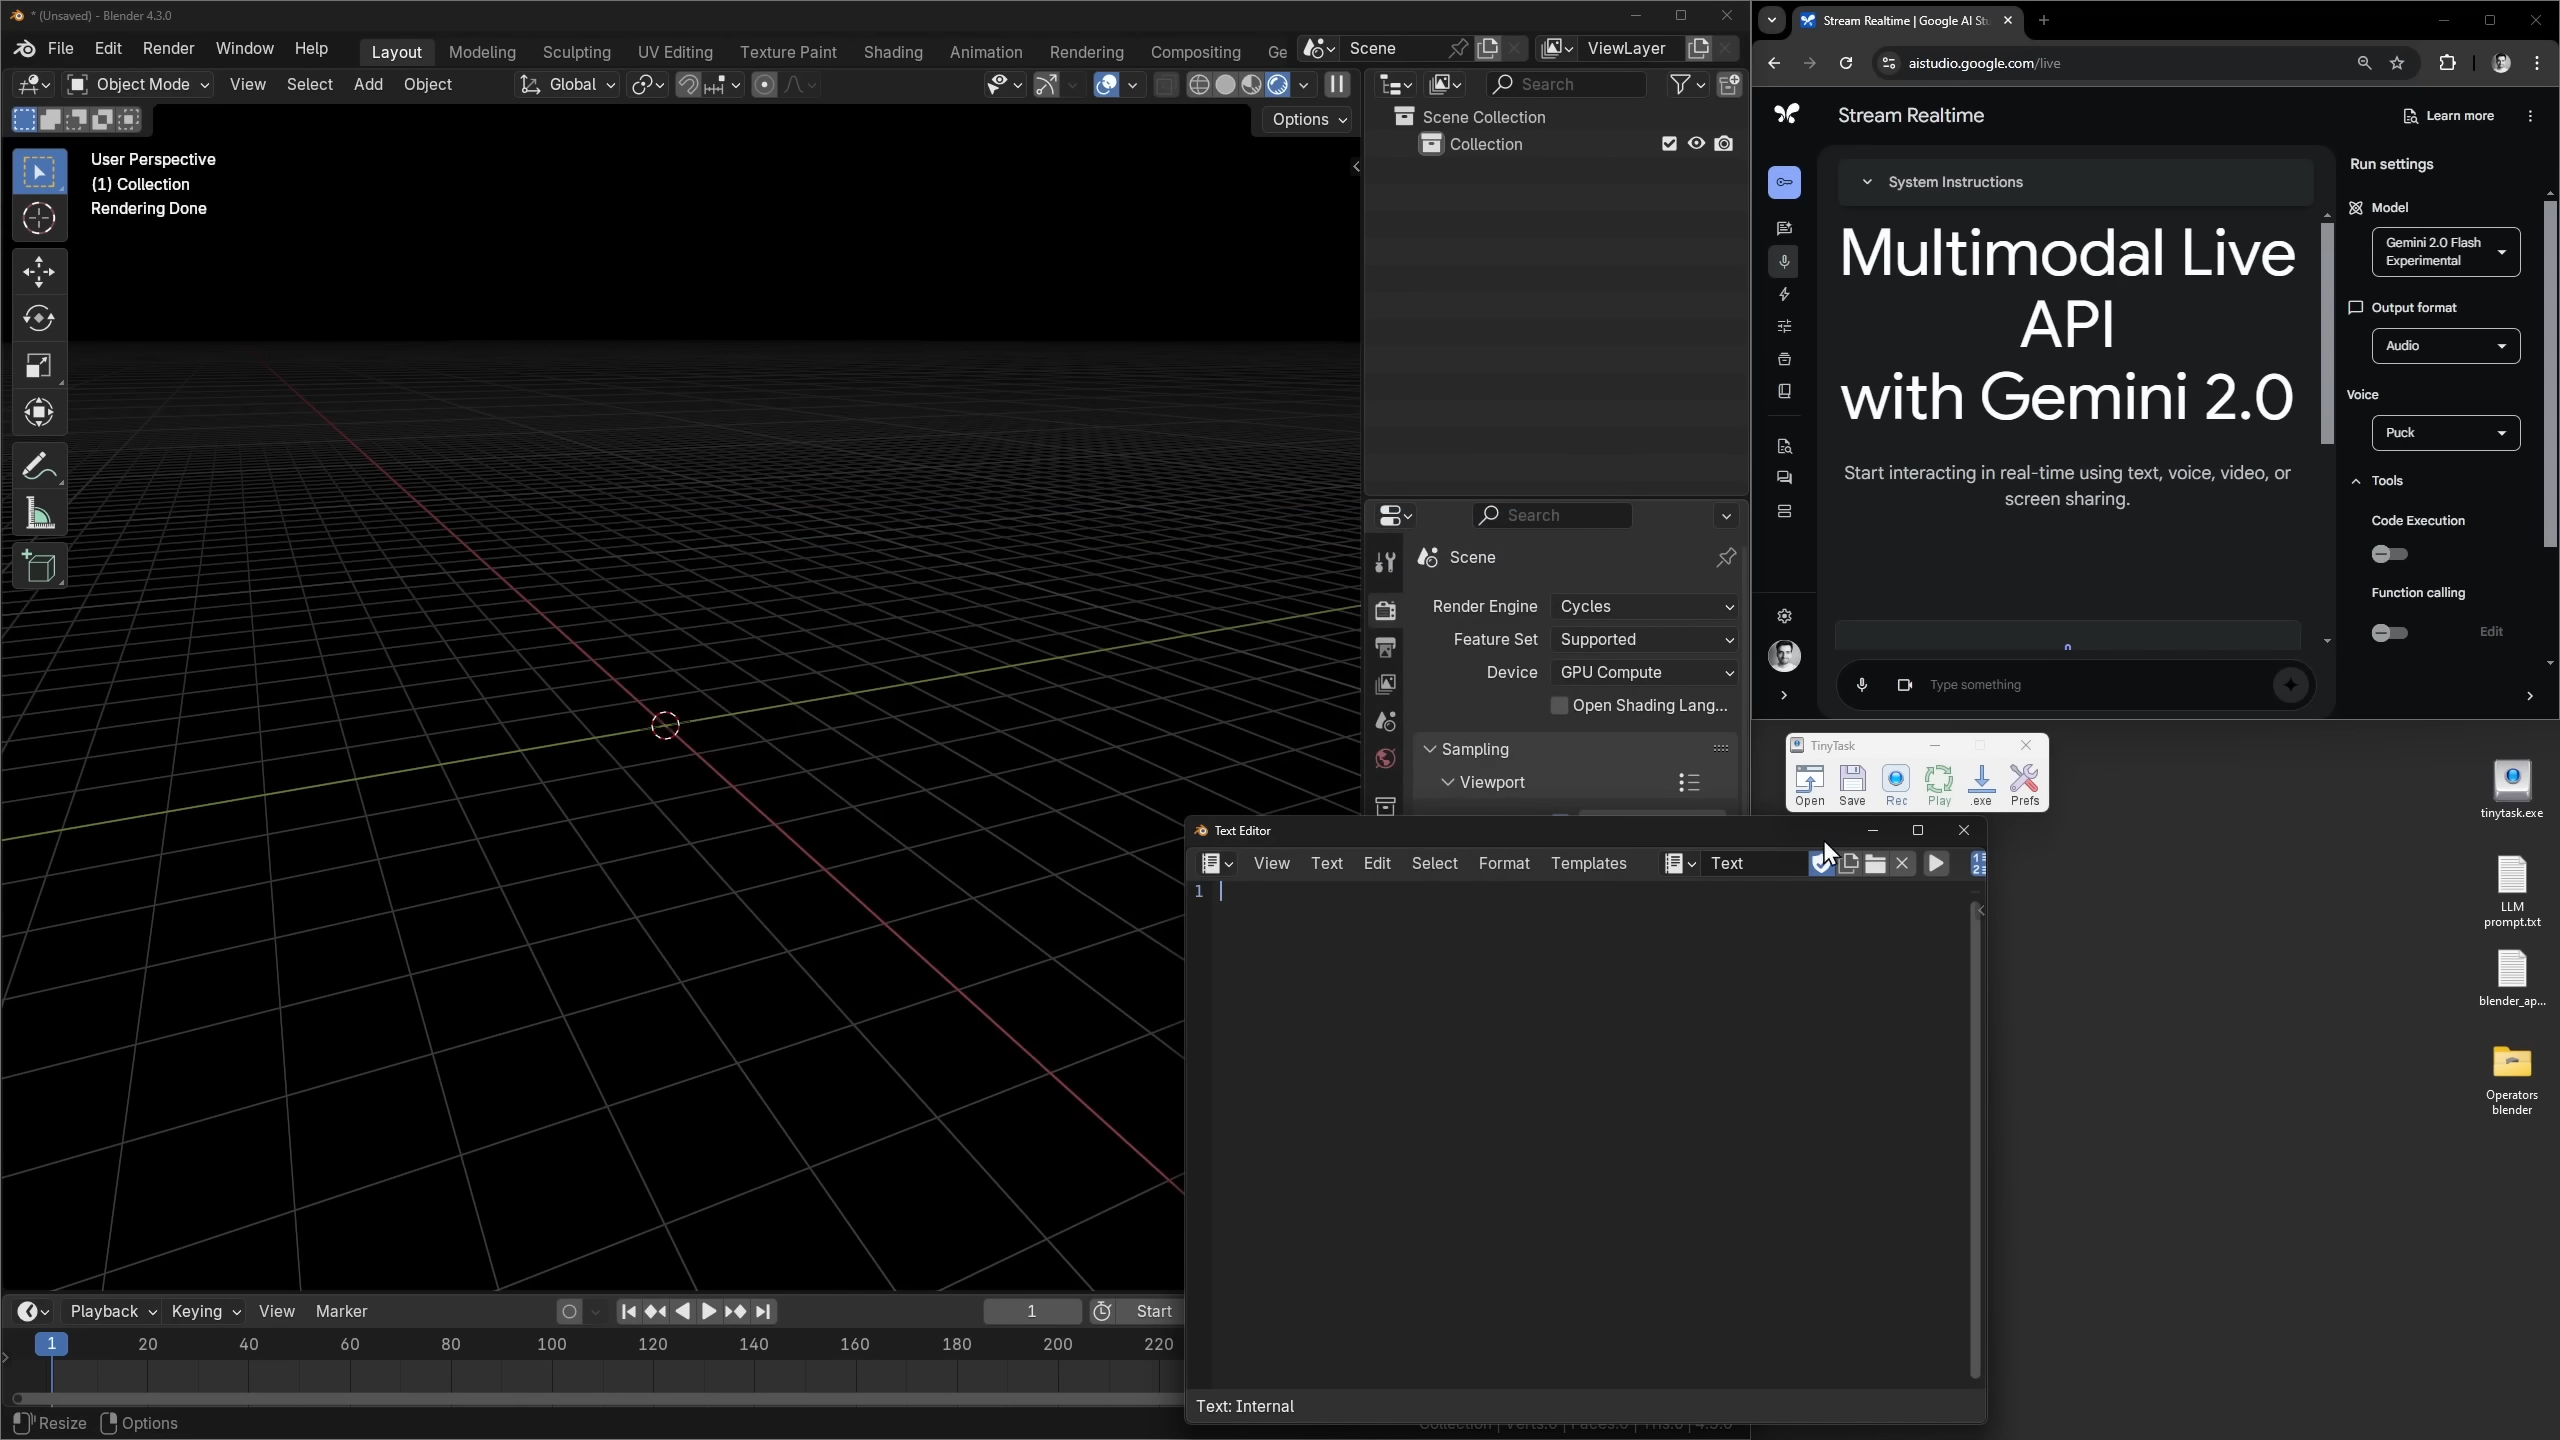 * (Unsaved) - Blender 4.3.0
File Edit Render Window Help
Layout Modeling Sculpting UV Editing Texture Paint Shading Animation Rendering Compositing Ge
Scene
ViewLayer
Object Mode View Select Add Object
Global
Options
User Perspective
(1) Collection
Rendering Done
Search
Scene Collection
Collection
Search
Scene
Render Engine Cycles
Feature Set Supported
Device GPU Compute
Open Shading Lang...
Sampling
Viewport
Playback Keying View Marker
1
Start
1 20 40 60 80 100 120 140 160 180 200 220
Resize Options
Text Editor
View Text Edit Select Format Templates
Text
1
Text: Internal
Stream Realtime | Google AI Stu
aistudio.google.com/live
Stream Realtime
Learn more
System Instructions
Multimodal Live
API
with Gemini 2.0
Start interacting in real-time using text, voice, video, or
screen sharing.
Type something
Run settings
Model
Gemini 2.0 Flash
Experimental
Output format
Audio
Voice
Puck
Tools
Code Execution
Function calling
Edit
TinyTask
Open Save Rec Play .exe Prefs
tinytask.exe
LLM
prompt.txt
blender_ap...
Operators
blender